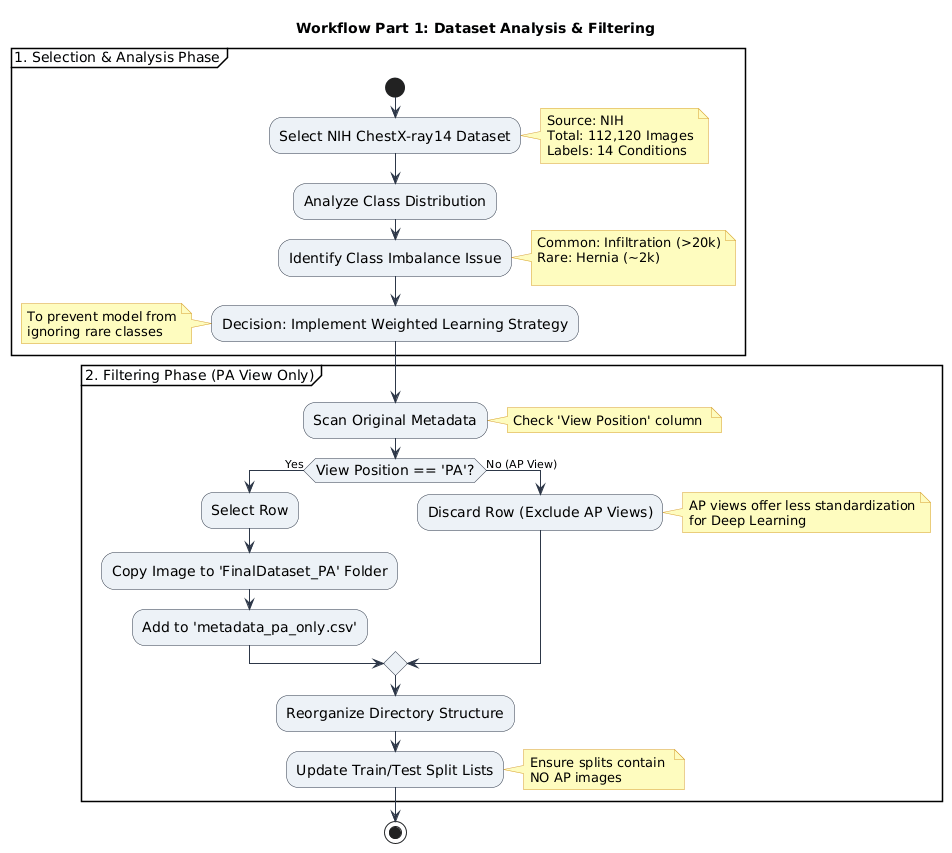 Workflow Part 1: Dataset Analysis & Filtering
1. Selection & Analysis Phase
Select NIH ChestX-ray14 Dataset
Source: NIH
Total: 112,120 Images
Labels: 14 Conditions
Analyze Class Distribution
Identify Class Imbalance Issue
Common: Infiltration (>20k)
Rare: Hernia (~2k)
To prevent model from
ignoring rare classes
Decision: Implement Weighted Learning Strategy
2. Filtering Phase (PA View Only)
Scan Original Metadata
Check 'View Position' column
Yes
View Position == 'PA'?
No (AP View)
Select Row
Discard Row (Exclude AP Views)
AP views offer less standardization
for Deep Learning
Copy Image to 'FinalDataset_PA' Folder
Add to 'metadata_pa_only.csv'
Reorganize Directory Structure
Update Train/Test Split Lists
Ensure splits contain
NO AP images